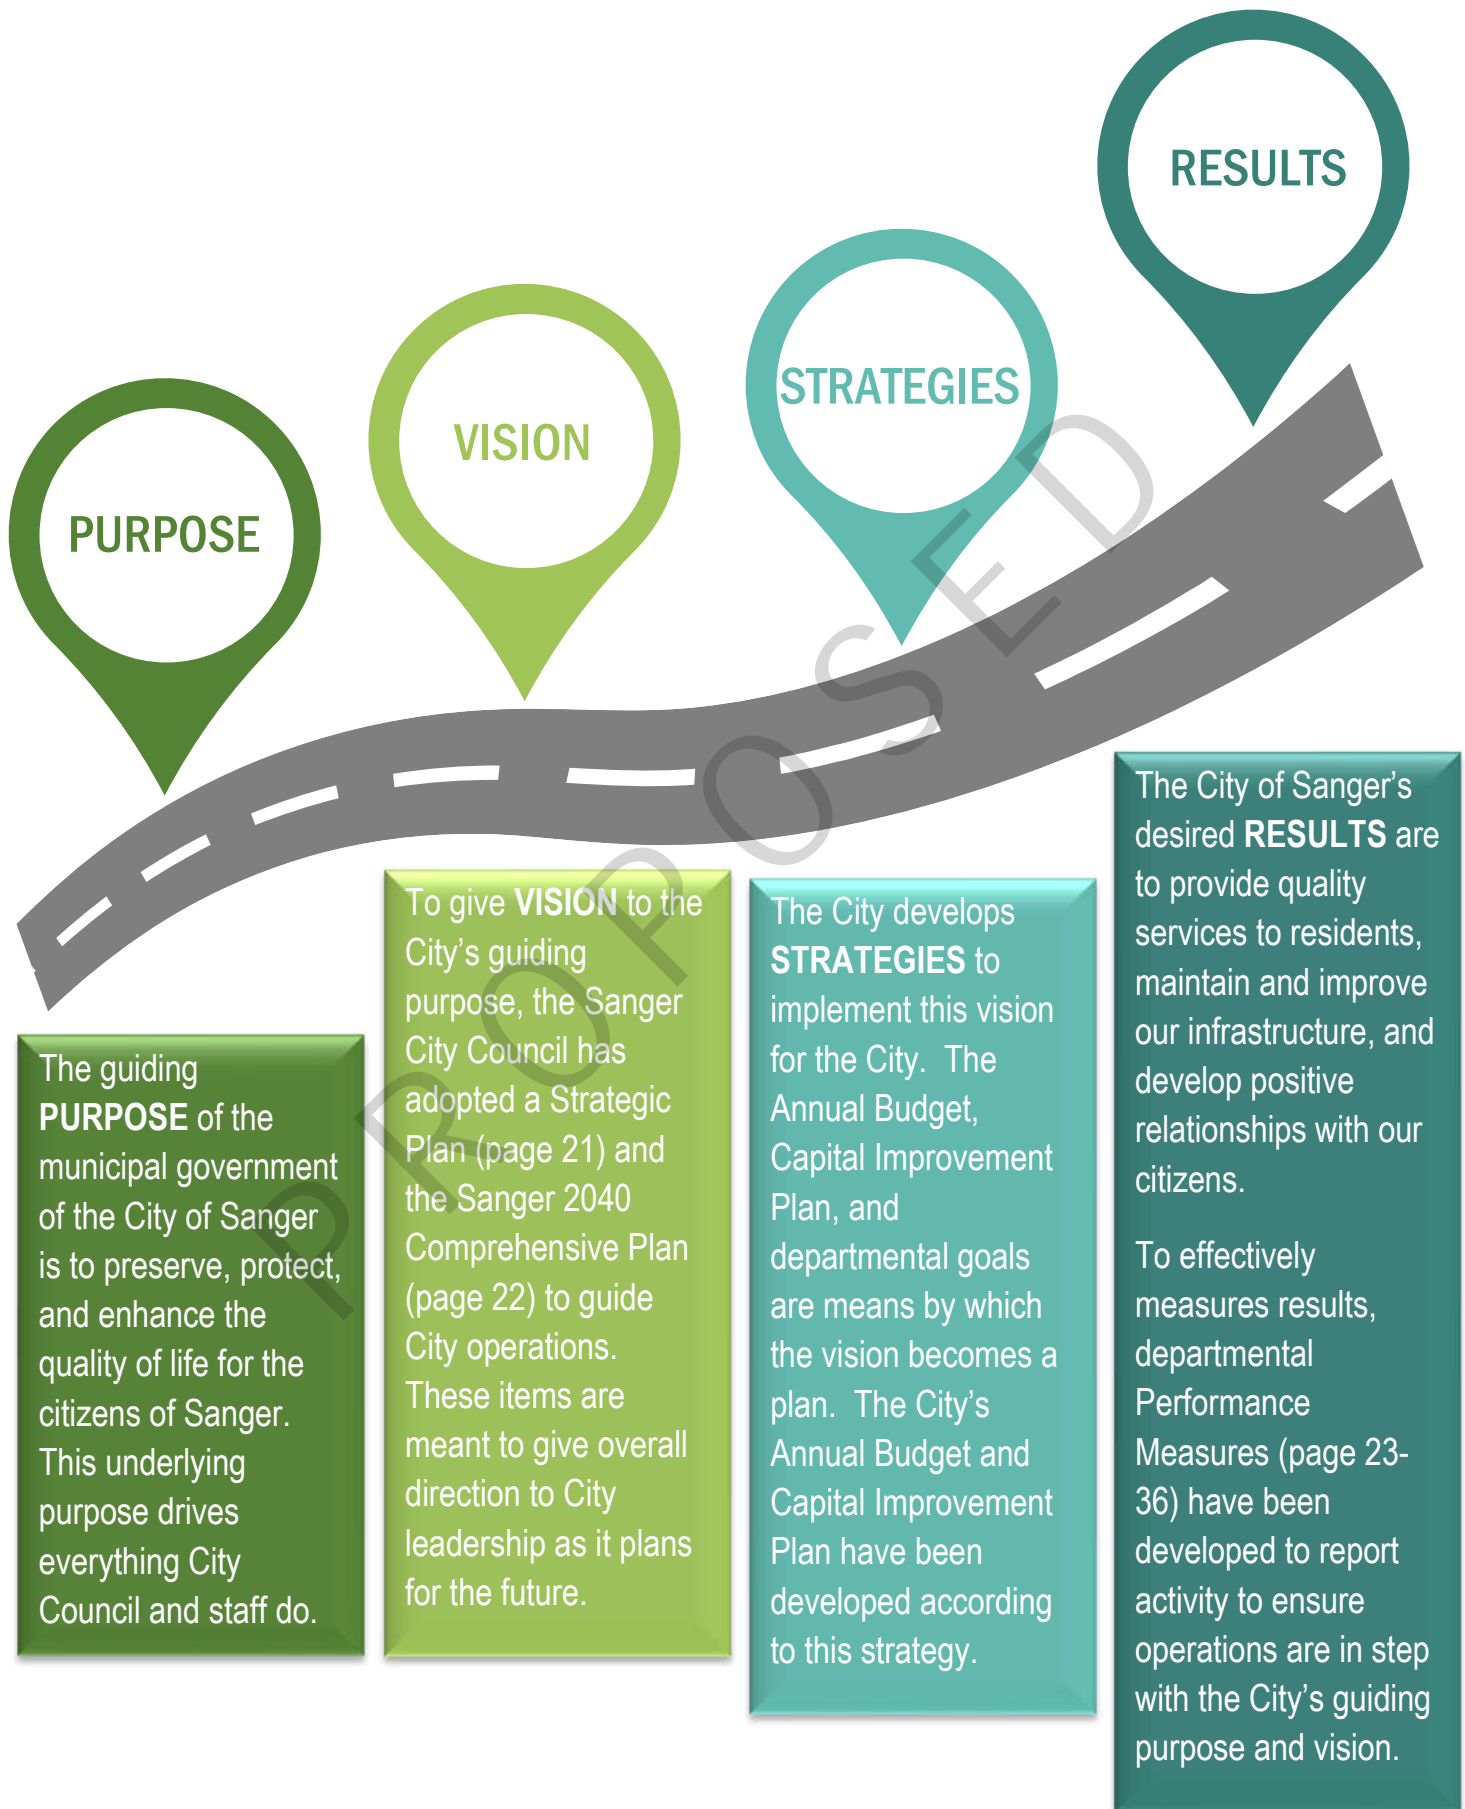 RESULTS
STRATEGIES
VISION
PURPOSE
PROPOSED
The guiding
PURPOSE of the
municipal government
of the City of Sanger
is to preserve, protect,
and enhance the
quality of life for the
citizens of Sanger.
This underlying
purpose drives
everything City
Council and staff do.
To give VISION to the
City’s guiding
purpose, the Sanger
City Council has
adopted a Strategic
Plan (page 21) and
the Sanger 2040
Comprehensive Plan
(page 22) to guide
City operations.
These items are
meant to give overall
direction to City
leadership as it plans
for the future.
The City develops
STRATEGIES to
implement this vision
for the City.  The
Annual Budget,
Capital Improvement
Plan, and
departmental goals
are means by which
the vision becomes a
plan.  The City’s
Annual Budget and
Capital Improvement
Plan have been
developed according
to this strategy.
The City of Sanger’s
desired RESULTS are
to provide quality
services to residents,
maintain and improve
our infrastructure, and
develop positive
relationships with our
citizens.
To effectively
measures results,
departmental
Performance
Measures (page 23-
36) have been
developed to report
activity to ensure
operations are in step
with the City’s guiding
purpose and vision.